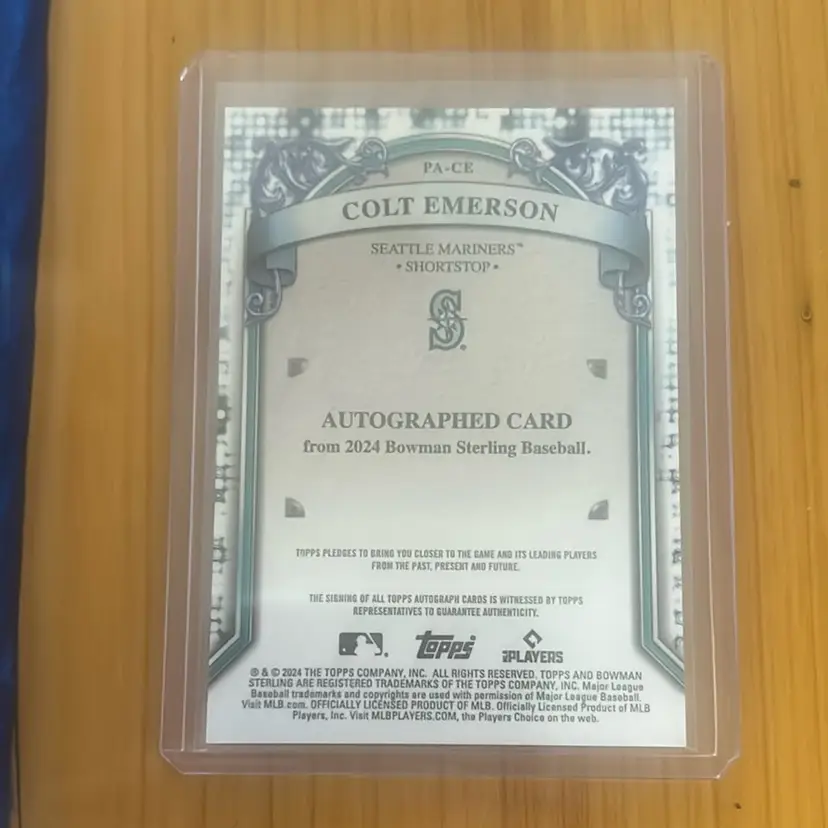 PA-CE
COLT EMERSON
SEATTLE MARINERS™
• SHORTSTOP •
S
AUTOGRAPHED CARD
from 2024 Bowman Sterling Baseball.
TOPPS PLEDGES TO BRING YOU CLOSER TO THE GAME AND ITS LEADING PLAYERS
FROM THE PAST, PRESENT AND FUTURE.
THE SIGNING OF ALL TOPPS AUTOGRAPH CARDS IS WITNESSED BY TOPPS
REPRESENTATIVES TO GUARANTEE AUTHENTICITY.
topps
PLAYERS
® & © 2024 THE TOPPS COMPANY, INC. ALL RIGHTS RESERVED. TOPPS AND BOWMAN
STERLING ARE REGISTERED TRADEMARKS OF THE TOPPS COMPANY, INC. Major League
Baseball trademarks and copyrights are used with permission of Major League Baseball.
Visit MLB.com. OFFICIALLY LICENSED PRODUCT OF MLB. Officially Licensed Product of MLB
Players, Inc. Visit MLBPLAYERS.COM, the Players Choice on the web.